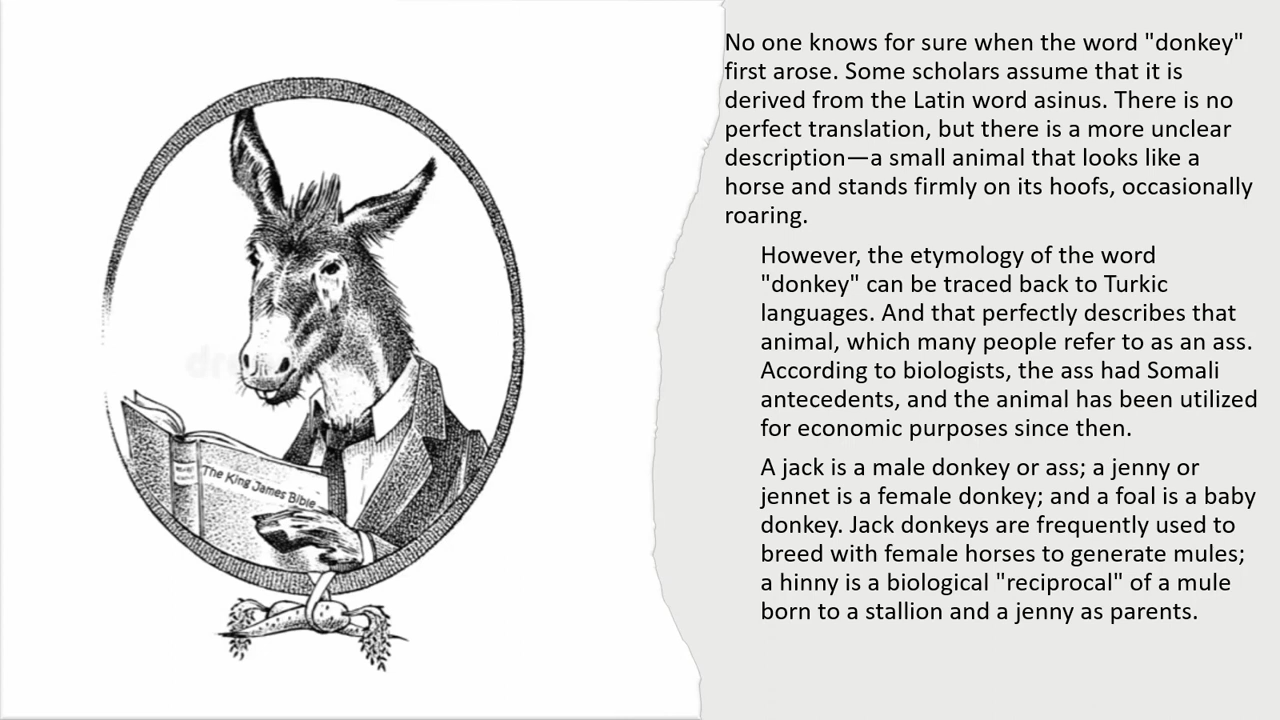 No one knows for sure when the word "donkey"
first arose. Some scholars assume that it is
derived from the Latin word asinus. There is no
perfect translation, but there is a more unclear
description—a small animal that looks like a
horse and stands firmly on its hoofs, occasionally
roaring.
However, the etymology of the word
"donkey" can be traced back to Turkic
languages. And that perfectly describes that
animal, which many people refer to as an ass.
According to biologists, the ass had Somali
antecedents, and the animal has been utilized
for economic purposes since then.
A jack is a male donkey or ass; a jenny or
jennet is a female donkey; and a foal is a baby
donkey. Jack donkeys are frequently used to
breed with female horses to generate mules;
a hinny is a biological "reciprocal" of a mule
born to a stallion and a jenny as parents.
The King James Bible